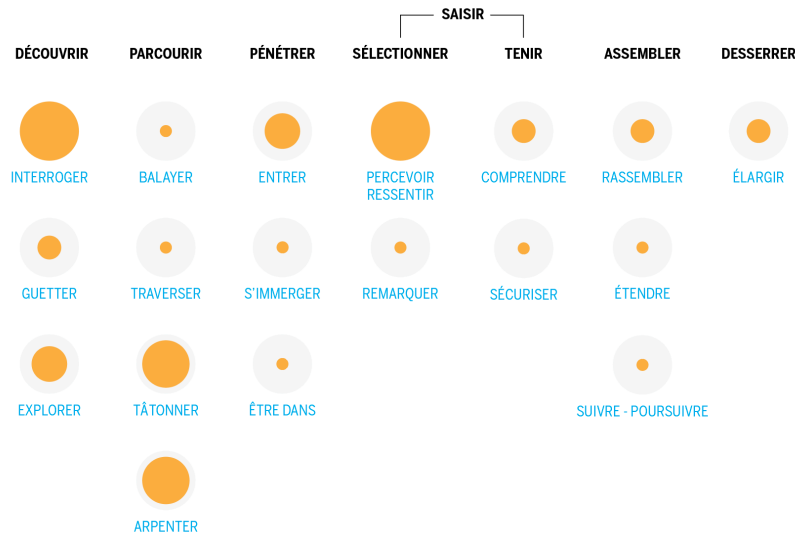 SAISIR
DÉCOUVRIR PARCOURIR PÉNÉTRER SÉLECTIONNER TENIR ASSEMBLER DESSERRER
INTERROGER BALAYER ENTRER PERCEVOIR COMPRENDRE RASSEMBLER ÉLARGIR
RESSENTIR
GUETTER TRAVERSER S'IMMERGER REMARQUER SÉCURISER ÉTENDRE
EXPLORER TÂTONNER ÊTRE DANS SUIVRE - POURSUIVRE
ARPENTER